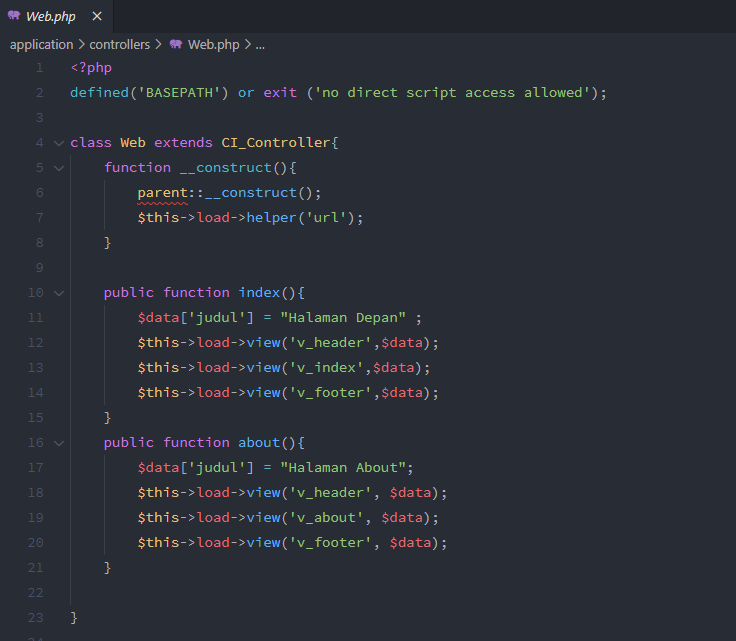 Web.php ×
application > controllers > Web.php > ...
1 <?php
2 defined('BASEPATH') or exit ('no direct script access allowed');
3
4 class Web extends CI_Controller{
5     function __construct(){
6         parent::__construct();
7         $this->load->helper('url');
8     }
9
10     public function index(){
11         $data['judul'] = "Halaman Depan" ;
12         $this->load->view('v_header',$data);
13         $this->load->view('v_index',$data);
14         $this->load->view('v_footer',$data);
15     }
16     public function about(){
17         $data['judul'] = "Halaman About";
18         $this->load->view('v_header', $data);
19         $this->load->view('v_about', $data);
20         $this->load->view('v_footer', $data);
21     }
22
23 }